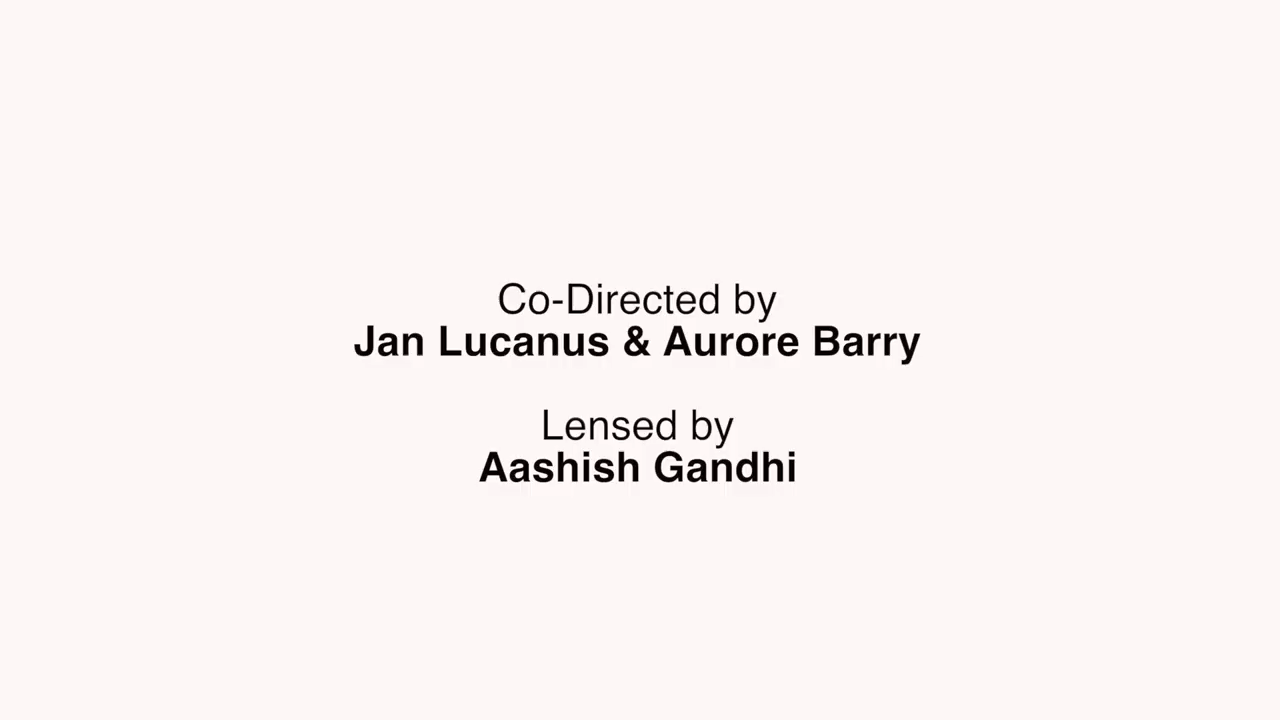 Co-Directed by
Jan Lucanus & Aurore Barry
Lensed by
Aashish Gandhi